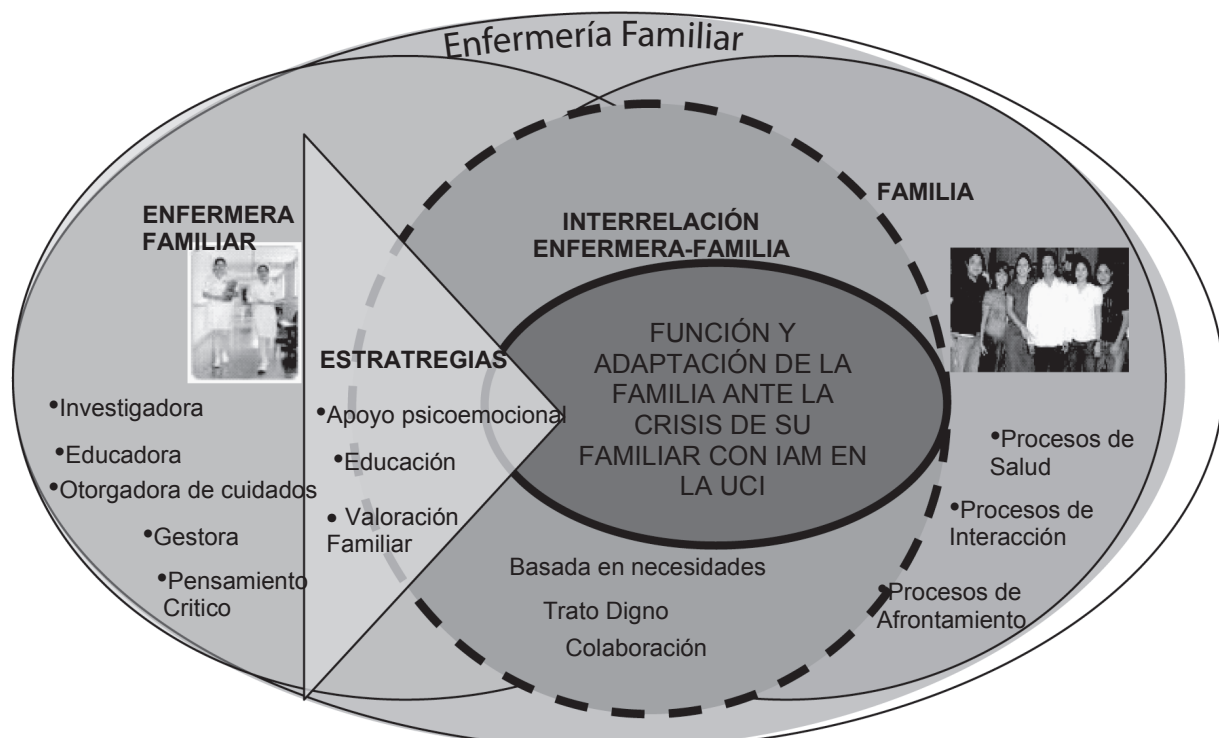 Enfermería Familiar
ENFERMERA
FAMILIAR
•Investigadora
•Educadora
•Otorgadora de cuidados
•Gestora
•Pensamiento
Critico
ESTRATEGIAS
•Apoyo psicoemocional
•Educación
• Valoración
Familiar
INTERRELACIÓN
ENFERMERA-FAMILIA
FUNCIÓN Y
ADAPTACIÓN DE LA
FAMILIA ANTE LA
CRISIS DE SU
FAMILIAR CON IAM EN
LA UCI
Basada en necesidades
Trato Digno
Colaboración
FAMILIA
•Procesos de
Salud
•Procesos de
Interacción
•Procesos de
Afrontamiento